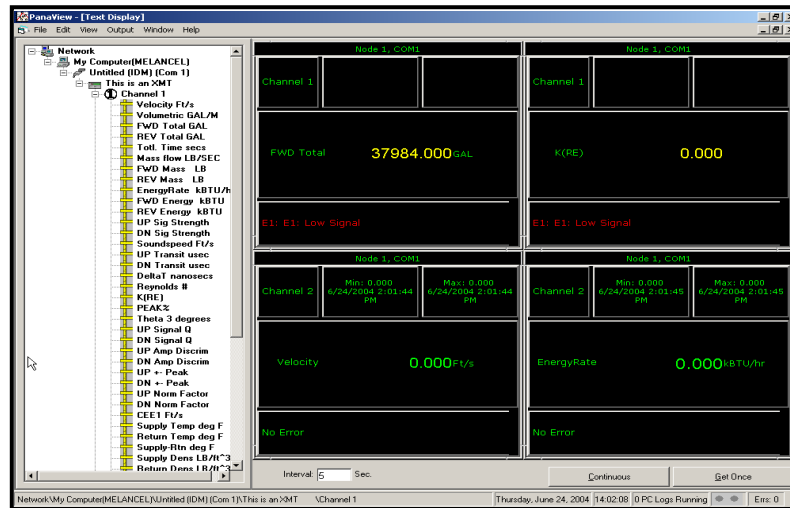 PanaView - [Text Display]
File Edit View Output Window Help
Network
My Computer(MELANCEL)
Untitled (IDM) (Com 1)
This is an XMT
Channel 1
Velocity Ft/s
Volumetric GAL/M
FWD Total GAL
REV Total GAL
Totl. Time secs
Mass flow LB/SEC
FWD Mass LB
REV Mass LB
EnergyRate kBTU/h
FWD Energy kBTU
REV Energy kBTU
UP Sig Strength
DN Sig Strength
Soundspeed Ft/s
UP Transit usec
DN Transit usec
DeltaT nanosecs
Reynolds #
K(RE)
PEAK%
Theta 3 degrees
UP Signal Q
DN Signal Q
UP Amp Discrim
DN Amp Discrim
UP +- Peak
DN +- Peak
UP Norm Factor
DN Norm Factor
CEE1 Ft/s
Supply Temp deg F
Return Temp deg F
Supply-Rtn deg F
Supply Dens LB/ft^3
Return Dens LB/ft^3
Node 1, COM1
Channel 1
FWD Total 37984.000 GAL
E1: E1: Low Signal
Node 1, COM1
Channel 1
K(RE) 0.000
E1: E1: Low Signal
Node 1, COM1
Channel 2
Min: 0.000
6/24/2004 2:01:44
PM
Max: 0.000
6/24/2004 2:01:44
PM
Velocity 0.000 Ft/s
No Error
Node 1, COM1
Channel 2
Min: 0.000
6/24/2004 2:01:45
PM
Max: 0.000
6/24/2004 2:01:45
PM
EnergyRate 0.000 kBTU/hr
No Error
Interval: 5 Sec.
Continuous
Get Once
Network\My Computer(MELANCEL)\Untitled (IDM) (Com 1)\This is an XMT \Channel 1
Thursday, June 24, 2004 14:02:08 0 PC Logs Running Errs: 0